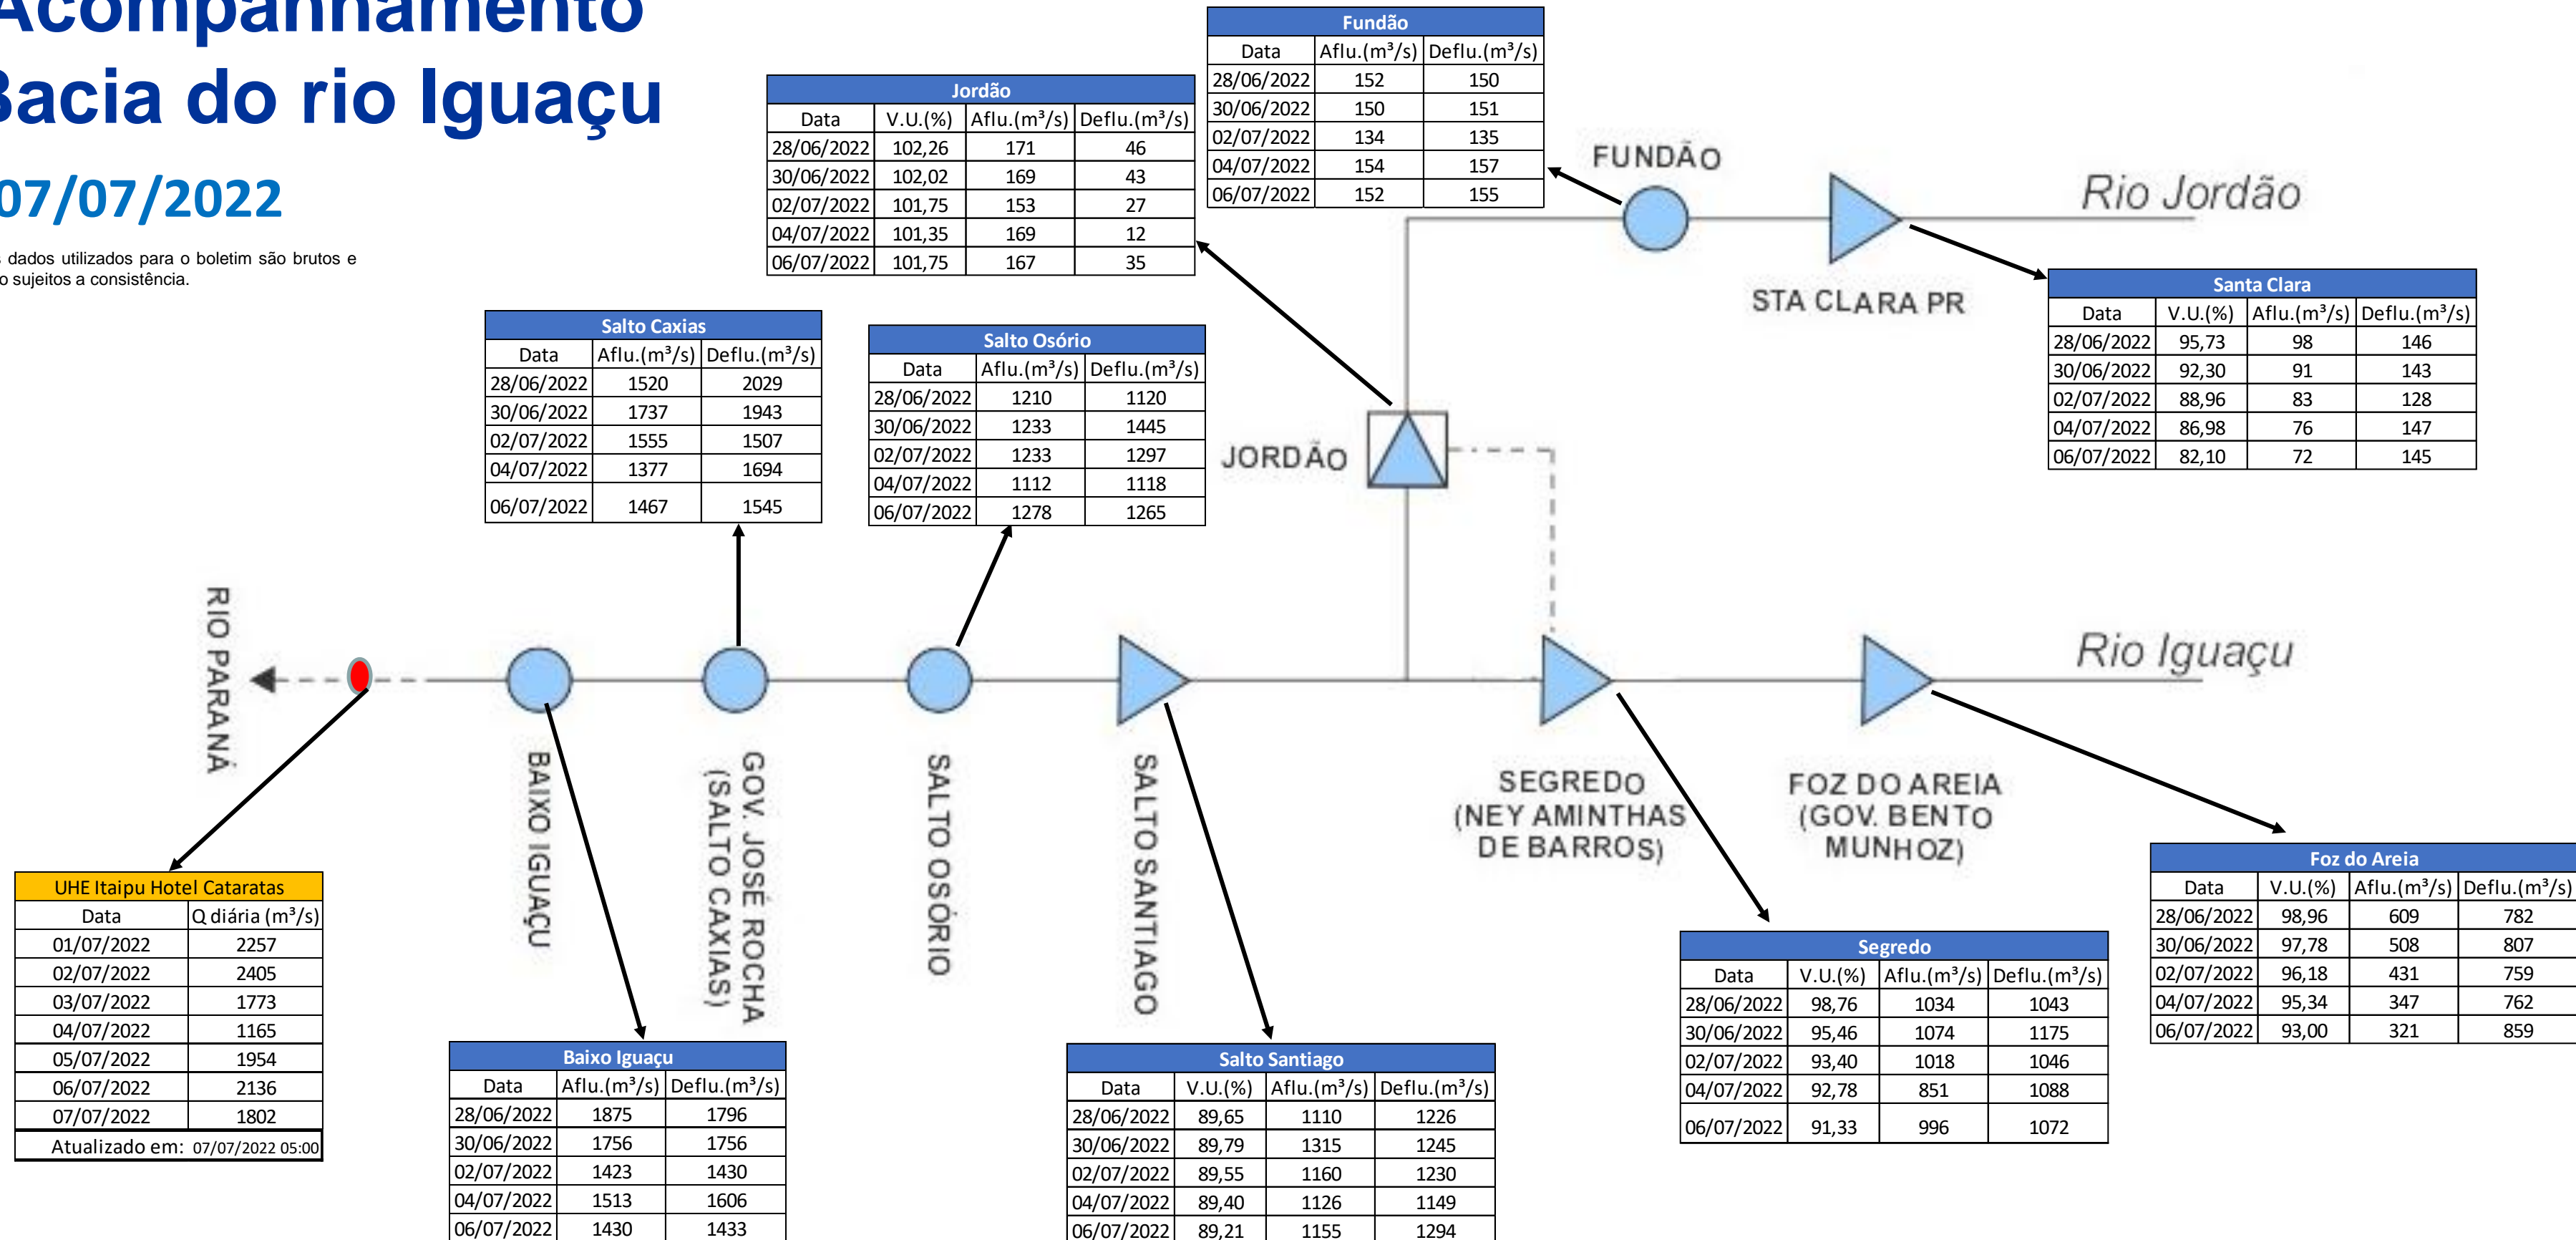 Acompanhamento
Bacia do rio Iguaçu
07/07/2022
dados utilizados para o boletim são brutos e
sujeitos a consistência.
Fundão
Data Aflu.(m³/s) Deflu.(m³/s)
28/06/2022 152 150
30/06/2022 150 151
02/07/2022 134 135
04/07/2022 154 157
06/07/2022 152 155
Jordão
Data V.U.(%) Aflu.(m³/s) Deflu.(m³/s)
28/06/2022 102,26 171 46
30/06/2022 102,02 169 43
02/07/2022 101,75 153 27
04/07/2022 101,35 169 12
06/07/2022 101,75 167 35
FUNDÃO
Rio Jordão
STA CLARA PR
Santa Clara
Data V.U.(%) Aflu.(m³/s) Deflu.(m³/s)
28/06/2022 95,73 98 146
30/06/2022 92,30 91 143
02/07/2022 88,96 83 128
04/07/2022 86,98 76 147
06/07/2022 82,10 72 145
Salto Caxias
Data Aflu.(m³/s) Deflu.(m³/s)
28/06/2022 1520 2029
30/06/2022 1737 1943
02/07/2022 1555 1507
04/07/2022 1377 1694
06/07/2022 1467 1545
Salto Osório
Data Aflu.(m³/s) Deflu.(m³/s)
28/06/2022 1210 1120
30/06/2022 1233 1445
02/07/2022 1233 1297
04/07/2022 1112 1118
06/07/2022 1278 1265
JORDÃO
RIO PARANÁ
Rio Iguaçu
BAIXO IGUAÇU
GOV. JOSÉ ROCHA
(SALTO CAXIAS)
SALTO OSÓRIO
SALTO SANTIAGO
SEGREDO
(NEY AMINTHAS
DE BARROS)
FOZ DO AREIA
(GOV. BENTO
MUNHOZ)
UHE Itaipu Hotel Cataratas
Data Q diária (m³/s)
01/07/2022 2257
02/07/2022 2405
03/07/2022 1773
04/07/2022 1165
05/07/2022 1954
06/07/2022 2136
07/07/2022 1802
Atualizado em: 07/07/2022 05:00
Baixo Iguaçu
Data Aflu.(m³/s) Deflu.(m³/s)
28/06/2022 1875 1796
30/06/2022 1756 1756
02/07/2022 1423 1430
04/07/2022 1513 1606
06/07/2022 1430 1433
Salto Santiago
Data V.U.(%) Aflu.(m³/s) Deflu.(m³/s)
28/06/2022 89,65 1110 1226
30/06/2022 89,79 1315 1245
02/07/2022 89,55 1160 1230
04/07/2022 89,40 1126 1149
06/07/2022 89,21 1155 1294
Segredo
Data V.U.(%) Aflu.(m³/s) Deflu.(m³/s)
28/06/2022 98,76 1034 1043
30/06/2022 95,46 1074 1175
02/07/2022 93,40 1018 1046
04/07/2022 92,78 851 1088
06/07/2022 91,33 996 1072
Foz do Areia
Data V.U.(%) Aflu.(m³/s) Deflu.(m³/s)
28/06/2022 98,96 609 782
30/06/2022 97,78 508 807
02/07/2022 96,18 431 759
04/07/2022 95,34 347 762
06/07/2022 93,00 321 859